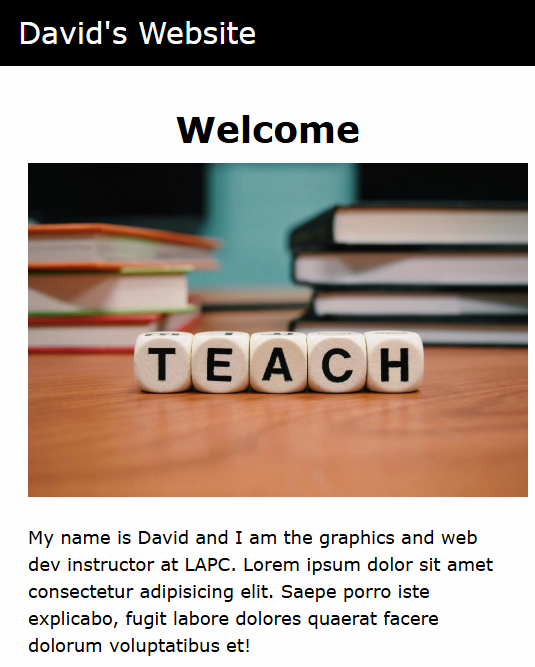 David's Website
Welcome
TEACH
My name is David and I am the graphics and web
dev instructor at LAPC. Lorem ipsum dolor sit amet
consectetur adipisicing elit. Saepe porro iste
explicabo, fugit labore dolores quaerat facere
dolorum voluptatibus et!